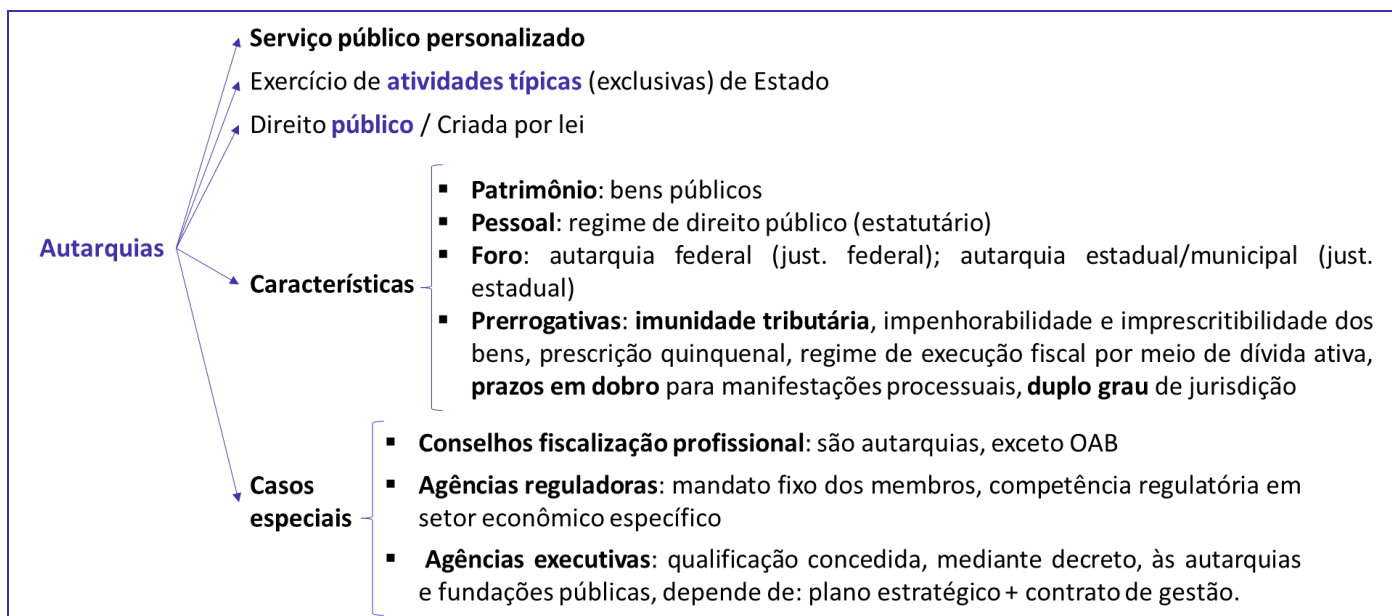 Serviço público personalizado
Exercício de atividades típicas (exclusivas) de Estado
Direito público / Criada por lei
Autarquias
Características
▪ Patrimônio: bens públicos
▪ Pessoal: regime de direito público (estatutário)
▪ Foro: autarquia federal (just. federal); autarquia estadual/municipal (just.
estadual)
▪ Prerrogativas: imunidade tributária, impenhorabilidade e imprescritibilidade dos
bens, prescrição quinquenal, regime de execução fiscal por meio de dívida ativa,
prazos em dobro para manifestações processuais, duplo grau de jurisdição
Casos
especiais
▪ Conselhos fiscalização profissional: são autarquias, exceto OAB
▪ Agências reguladoras: mandato fixo dos membros, competência regulatória em
setor econômico específico
▪ Agências executivas: qualificação concedida, mediante decreto, às autarquias
e fundações públicas, depende de: plano estratégico + contrato de gestão.